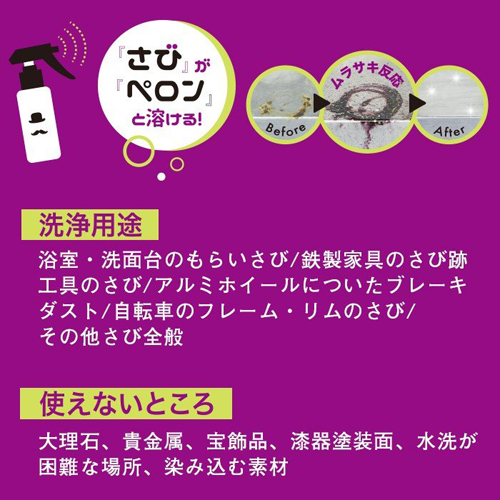 『さび』が
『ペロン』
と溶ける!
Before
ムラサキ反応
After
洗浄用途
浴室・洗面台のもらいさび/鉄製家具のさび跡
工具のさび/アルミホイールについたブレーキ
ダスト/自転車のフレーム・リムのさび/
その他さび全般
使えないところ
大理石、貴金属、宝飾品、漆器塗装面、水洗が
困難な場所、染み込む素材